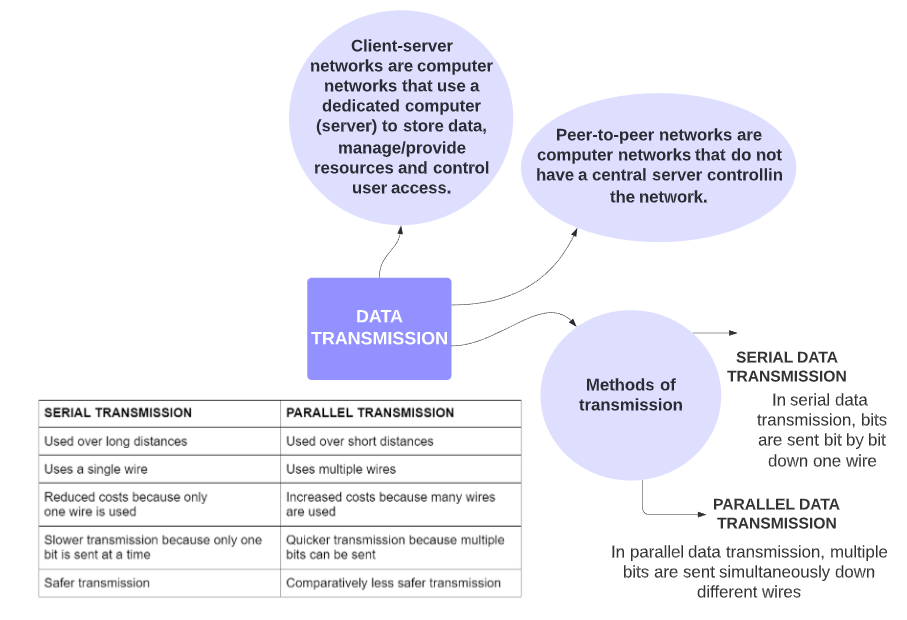 Client-server
networks are computer
networks that use a
dedicated computer
(server) to store data,
manage/provide
resources and control
user access.
Peer-to-peer networks are
computer networks that do not
have a central server controllin
the network.
DATA
TRANSMISSION
Methods of
transmission
SERIAL DATA
TRANSMISSION
In serial data
transmission, bits
are sent bit by bit
down one wire
PARALLEL DATA
TRANSMISSION
In parallel data transmission, multiple
bits are sent simultaneously down
different wires
SERIAL TRANSMISSION
PARALLEL TRANSMISSION
Used over long distances
Used over short distances
Uses a single wire
Uses multiple wires
Reduced costs because only
one wire is used
Increased costs because many wires
are used
Slower transmission because only one
bit is sent at a time
Quicker transmission because multiple
bits can be sent
Safer transmission
Comparatively less safer transmission